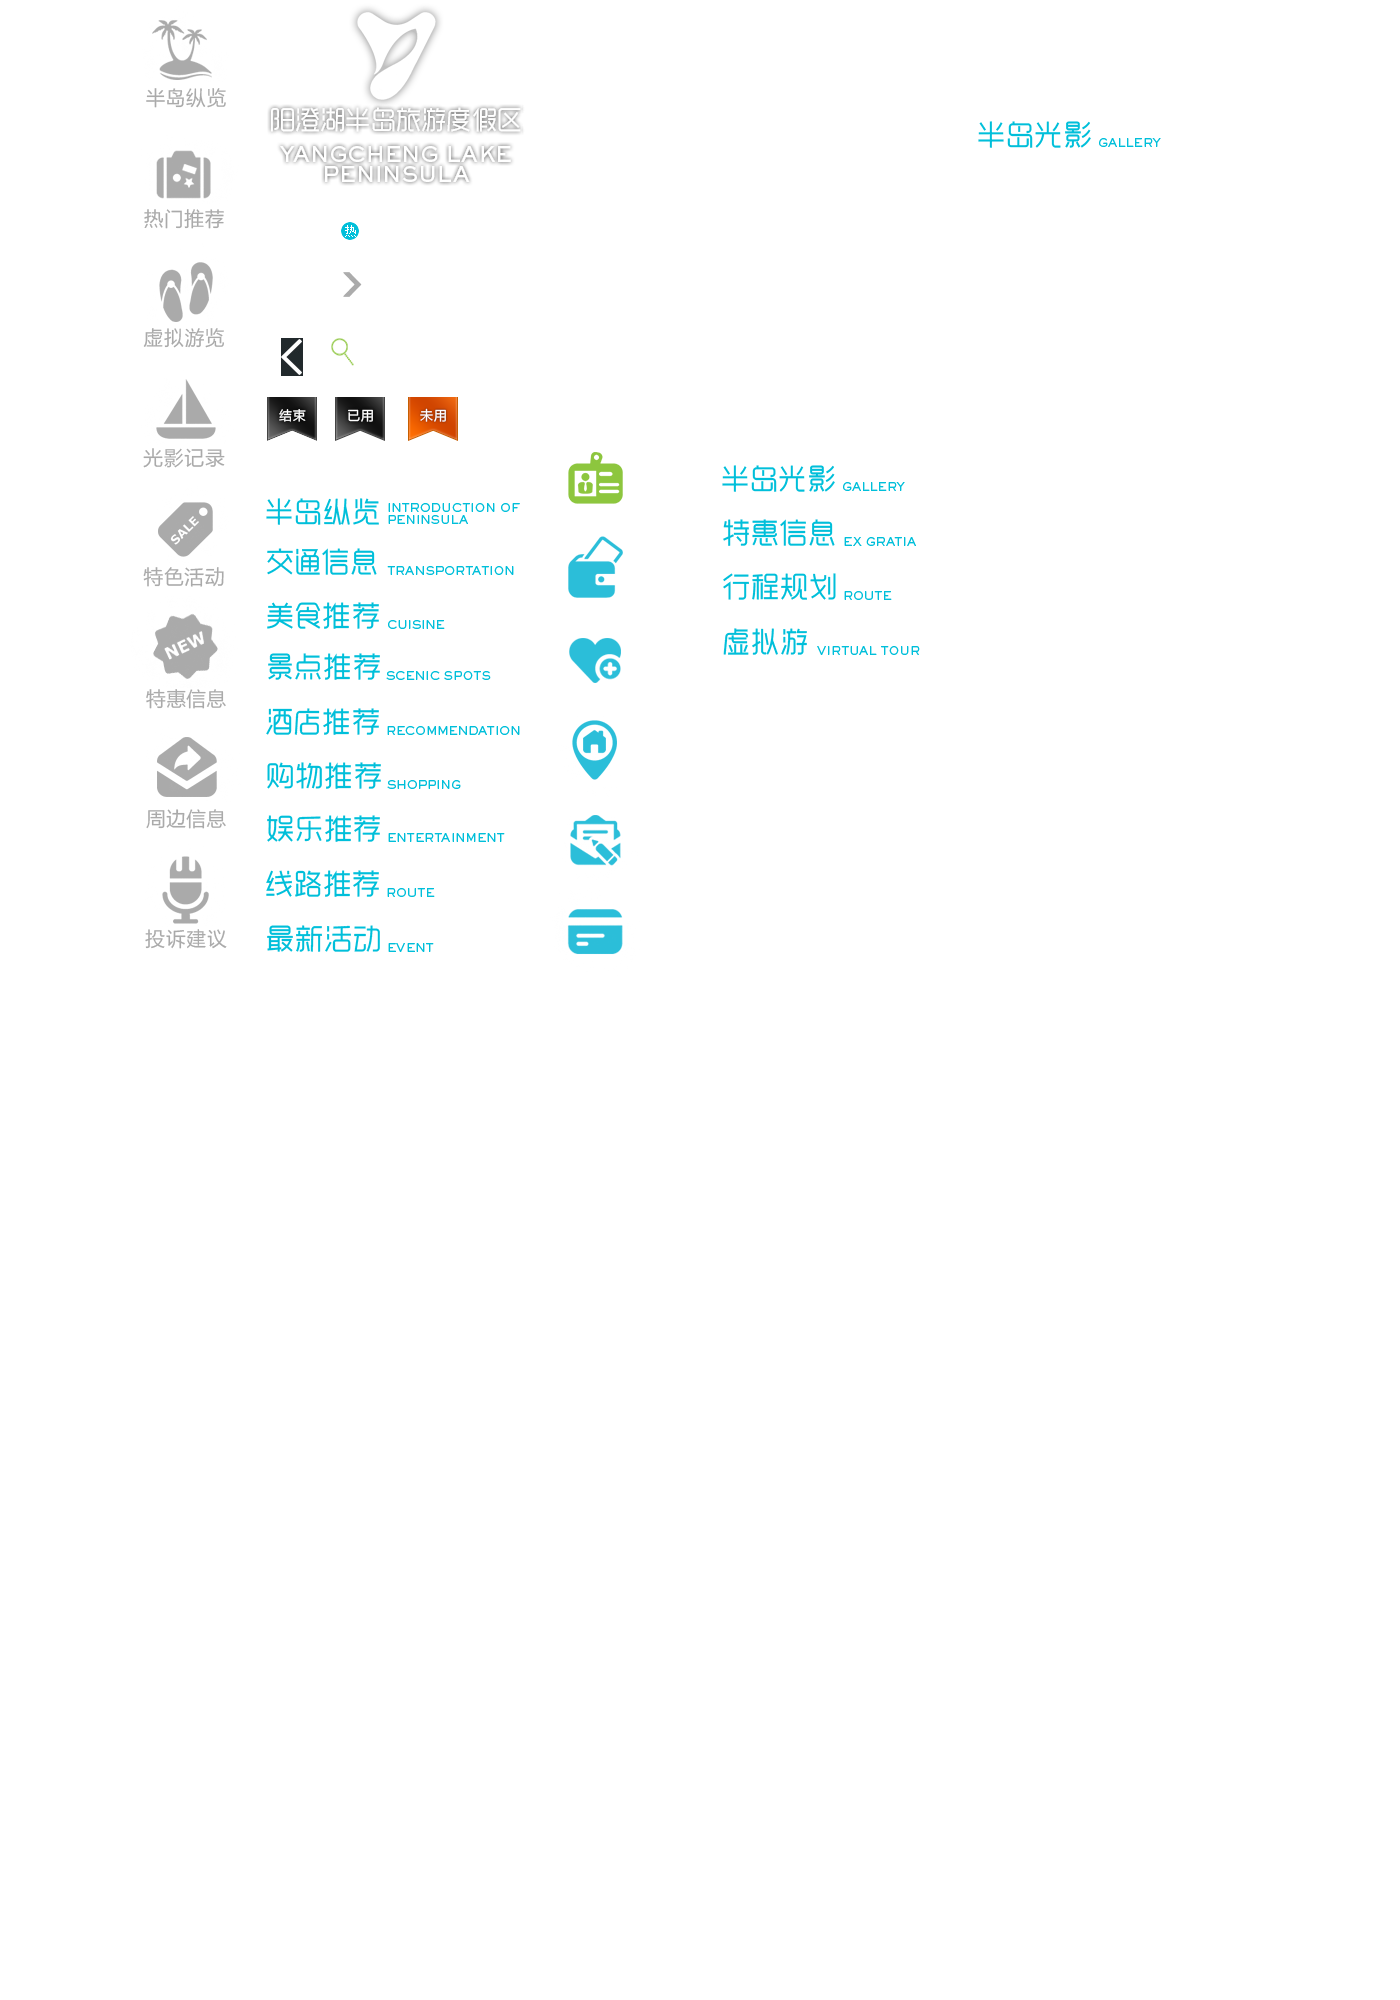 半岛纵览
热门推荐
虚拟游览
光影记录
SALE
特色活动
NEW
特惠信息
周边信息
投诉建议
阳澄湖半岛旅游度假区
YANGCHENG LAKE
PENINSULA
热
结束
已用
未用
半岛纵览 INTRODUCTION OF
PENINSULA
交通信息 TRANSPORTATION
美食推荐 CUISINE
景点推荐 SCENIC SPOTS
酒店推荐 RECOMMENDATION
购物推荐 SHOPPING
娱乐推荐 ENTERTAINMENT
线路推荐 ROUTE
最新活动 EVENT
半岛光影 GALLERY
特惠信息 EX GRATIA
行程规划 ROUTE
虚拟游 VIRTUAL TOUR
半岛光影 GALLERY